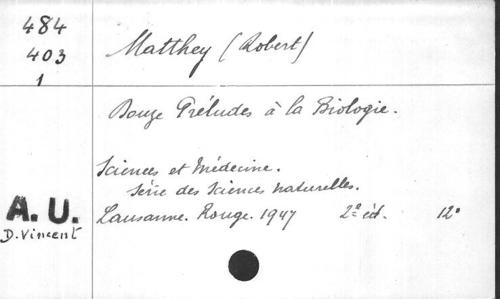 484
403
1
Matthey (Robert)
Douze Préludes à la Biologie.
Sciences et Médecine.
Série des Sciences naturelles.
A.U.
D. Vincent
Lausanne. Rouge. 1947 2e éd. 12°